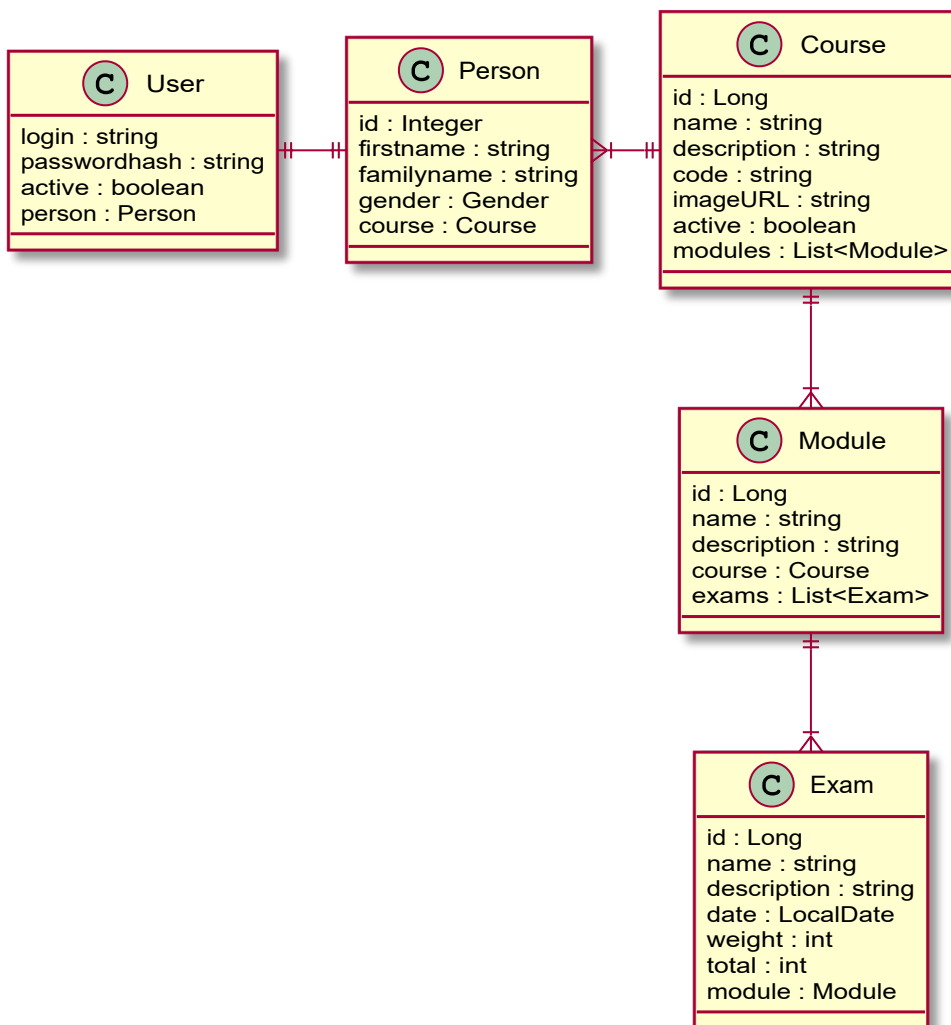 C User
login : string
passwordhash : string
active : boolean
person : Person
C Person
id : Integer
firstname : string
familyname : string
gender : Gender
course : Course
C Course
id : Long
name : string
description : string
code : string
imageURL : string
active : boolean
modules : List<Module>
C Module
id : Long
name : string
description : string
course : Course
exams : List<Exam>
C Exam
id : Long
name : string
description : string
date : LocalDate
weight : int
total : int
module : Module